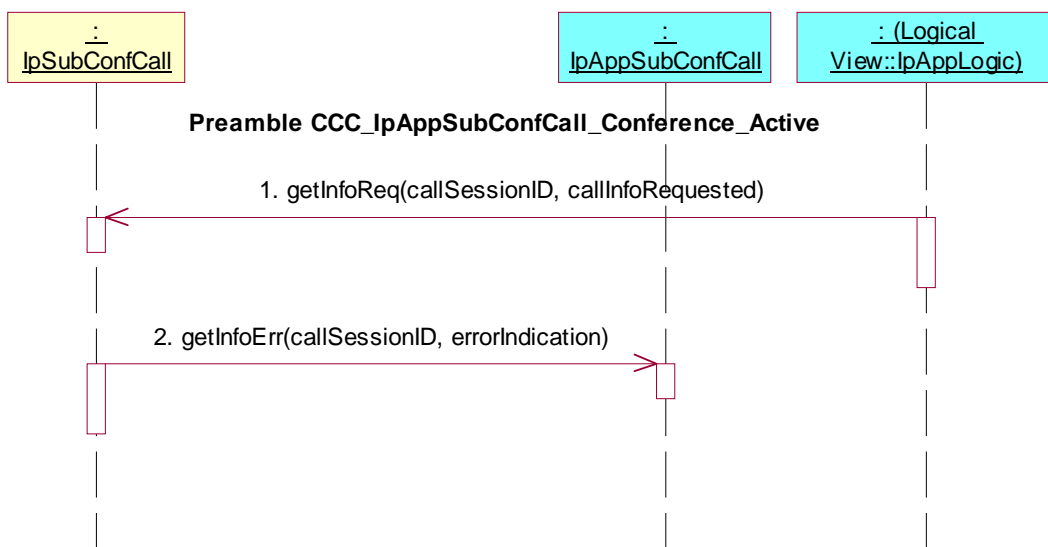 :
IpSubConfCall
:
IpAppSubConfCall
: (Logical
View::IpAppLogic)
Preamble CCC_IpAppSubConfCall_Conference_Active
1. getInfoReq(callSessionID, callInfoRequested)
2. getInfoErr(callSessionID, errorIndication)